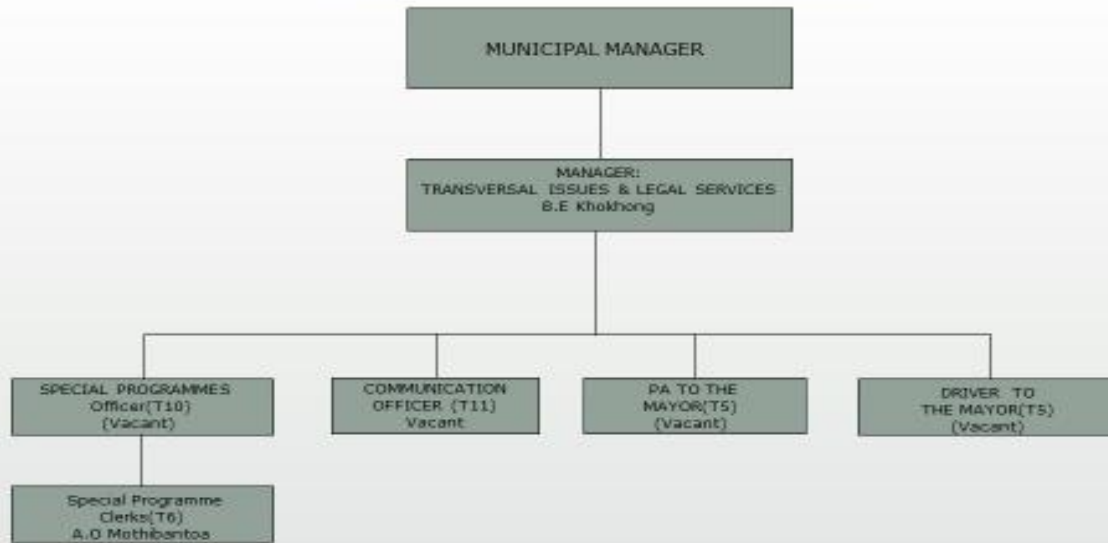 MUNICIPAL MANAGER
MANAGER:
TRANSVERSAL ISSUES & LEGAL SERVICES
B.E Khokhong
SPECIAL PROGRAMMES
Officer(T10)
(Vacant)
COMMUNICATION
OFFICER (T11)
Vacant
PA TO THE
MAYOR(T5)
(Vacant)
DRIVER TO
THE MAYOR(T5)
(Vacant)
Special Programme
Clerks(T6)
A.O Mothibantoa